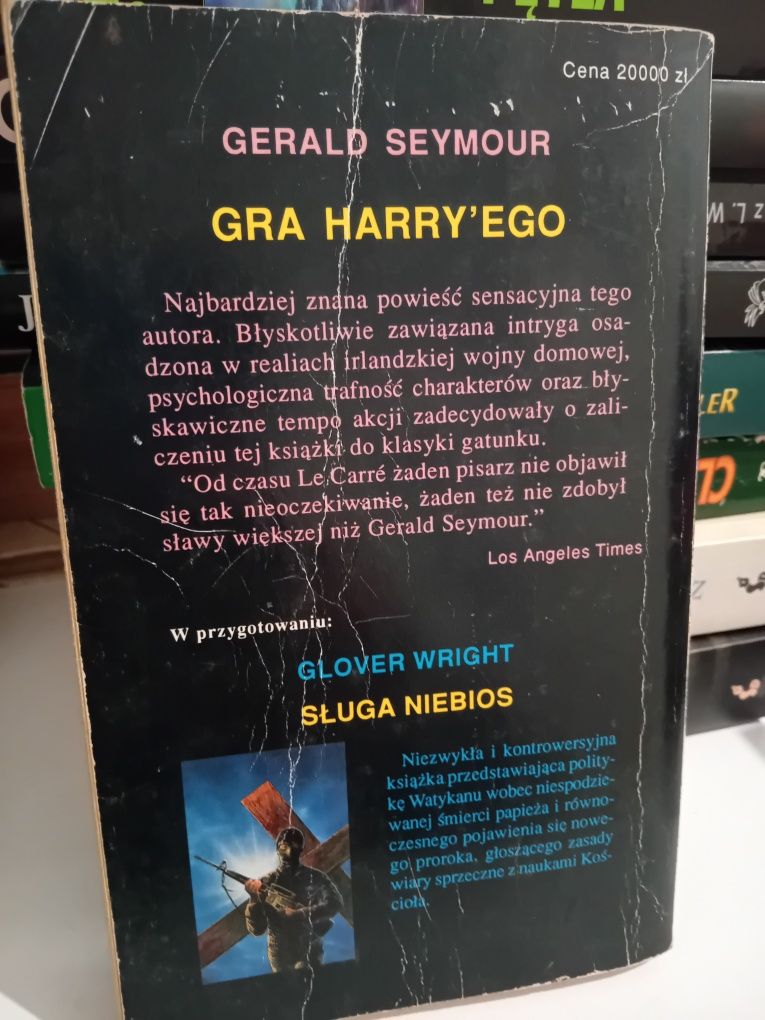 Cena 20000 zł
GERALD SEYMOUR
GRA HARRY'EGO
Najbardziej znana powieść sensacyjna tego
autora. Błyskotliwie zawiązana intryga osa-
dzona w realiach irlandzkiej wojny domowej,
psychologiczna trafność charakterów oraz bły-
skawiczne tempo akcji zadecydowały o zali-
czeniu tej książki do klasyki gatunku.
"Od czasu Le Carré żaden pisarz nie objawił
się tak nieoczekiwanie, żaden też nie zdobył
sławy większej niż Gerald Seymour."
Los Angeles Times
W przygotowaniu:
GLOVER WRIGHT
SŁUGA NIEBIOS
Niezwykła i kontrowersyjna
książka przedstawiająca polity-
kę Watykanu wobec niespodzie-
wanej śmierci papieża i równo-
czesnego pojawienia się nowe-
go proroka, głoszącego zasady
wiary sprzeczne z naukami Koś-
cioła.